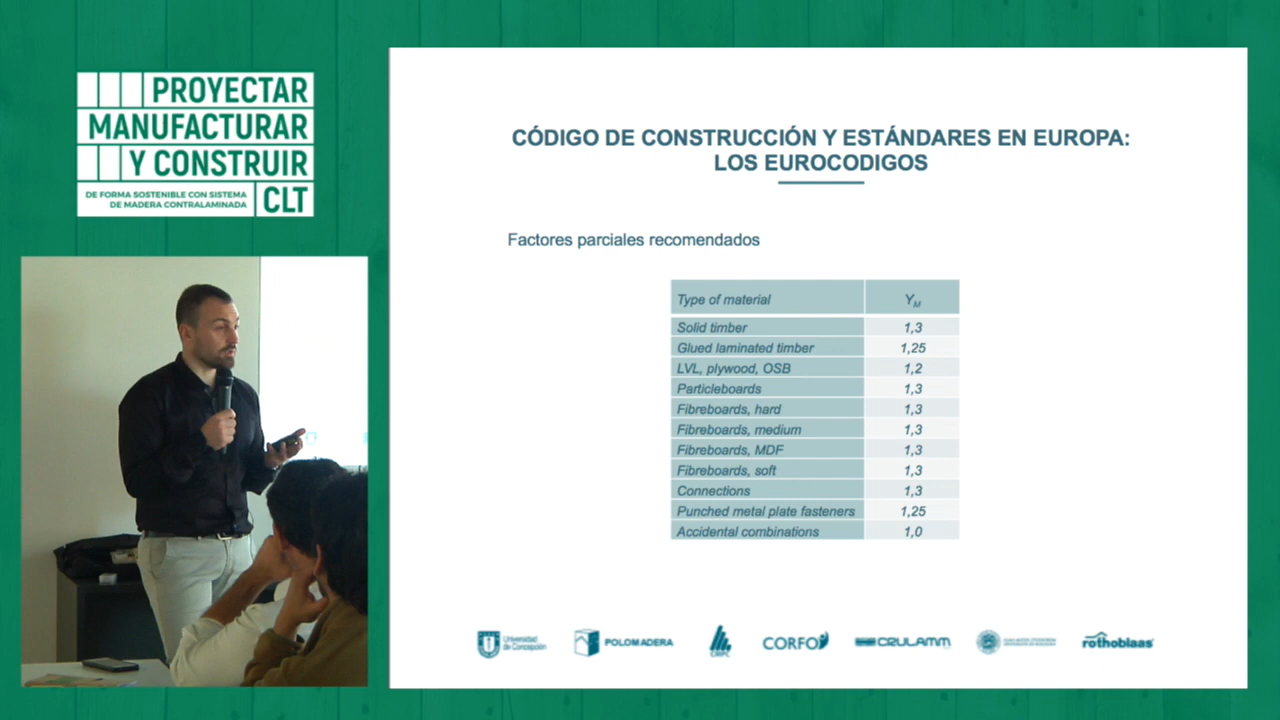 PROYECTAR
MANUFACTURAR
Y CONSTRUIR
DE FORMA SOSTENIBLE CON SISTEMA
DE MADERA CONTRALAMINADA
CLT
CÓDIGO DE CONSTRUCCIÓN Y ESTÁNDARES EN EUROPA:
LOS EUROCODIGOS
Factores parciales recomendados
Type of material YM
Solid timber 1,3
Glued laminated timber 1,25
LVL, plywood, OSB 1,2
Particleboards 1,3
Fibreboards, hard 1,3
Fibreboards, medium 1,3
Fibreboards, MDF 1,3
Fibreboards, soft 1,3
Connections 1,3
Punched metal plate fasteners 1,25
Accidental combinations 1,0
Universidad
de Concepción
POLOMADERA
CMPC
CORFO
CRULAMM
rothoblaas